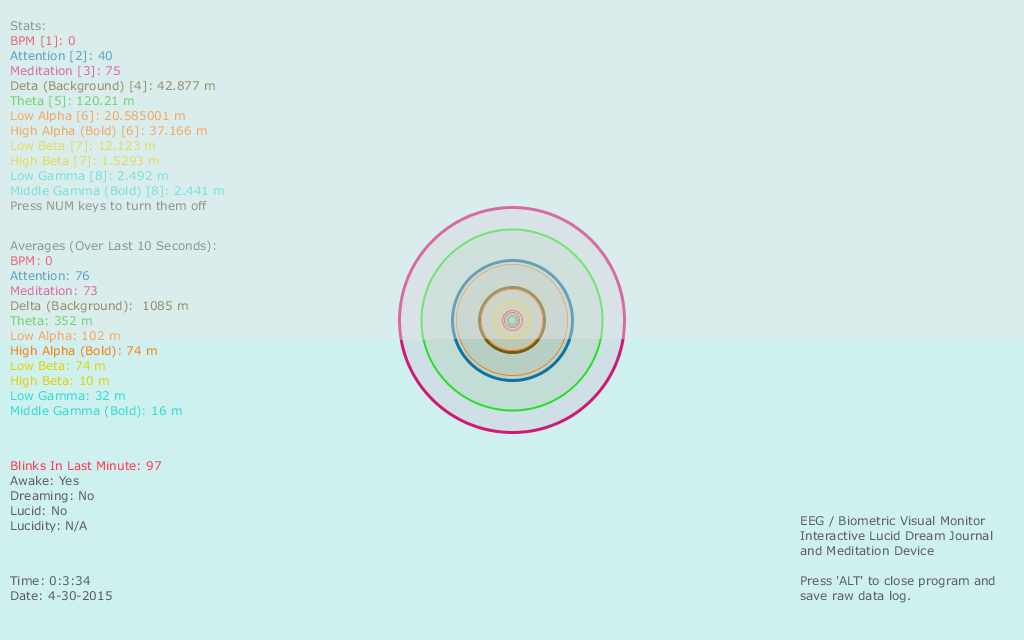 Stats:
BPM [1]: 0
Attention [2]: 40
Meditation [3]: 75
Deta (Background) [4]: 42.877 m
Theta [5]: 120.21 m
Low Alpha [6]: 20.585001 m
High Alpha (Bold) [6]: 37.166 m
Low Beta [7]: 12.123 m
High Beta [7]: 1.5293 m
Low Gamma [8]: 2.492 m
Middle Gamma (Bold) [8]: 2.441 m
Press NUM keys to turn them off
Averages (Over Last 10 Seconds):
BPM: 0
Attention: 76
Meditation: 73
Delta (Background): 1085 m
Theta: 352 m
Low Alpha: 102 m
High Alpha (Bold): 74 m
Low Beta: 74 m
High Beta: 10 m
Low Gamma: 32 m
Middle Gamma (Bold): 16 m
Blinks In Last Minute: 97
Awake: Yes
Dreaming: No
Lucid: No
Lucidity: N/A
Time: 0:3:34
Date: 4-30-2015
EEG / Biometric Visual Monitor
Interactive Lucid Dream Journal
and Meditation Device
Press 'ALT' to close program and
save raw data log.